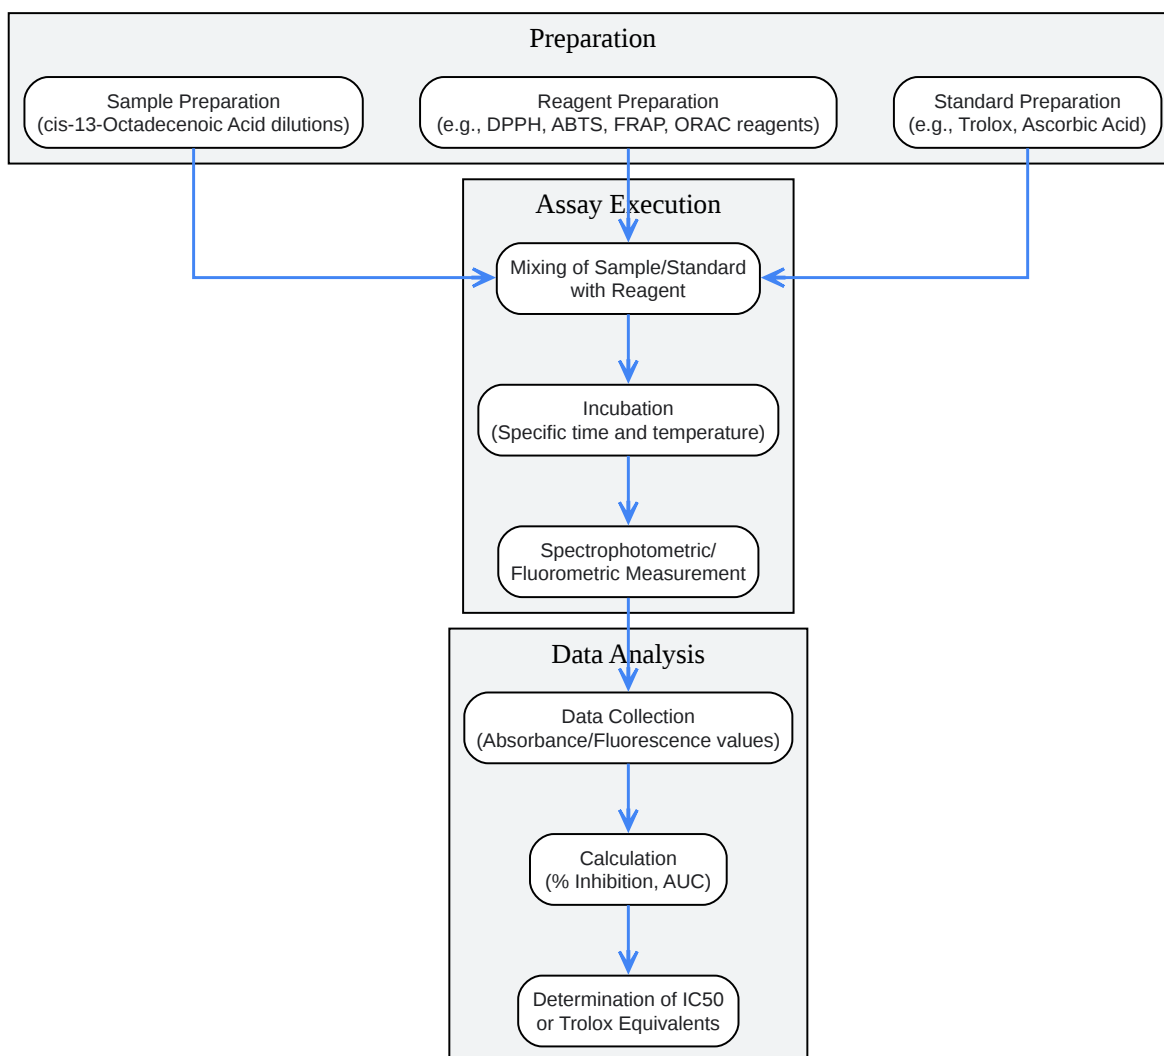 Preparation
Sample Preparation
(cis-13-Octadecenoic Acid dilutions)
Reagent Preparation
(e.g., DPPH, ABTS, FRAP, ORAC reagents)
Standard Preparation
(e.g., Trolox, Ascorbic Acid)
Assay Execution
Mixing of Sample/Standard
with Reagent
Incubation
(Specific time and temperature)
Spectrophotometric/
Fluorometric Measurement
Data Analysis
Data Collection
(Absorbance/Fluorescence values)
Calculation
(% Inhibition, AUC)
Determination of IC50
or Trolox Equivalents